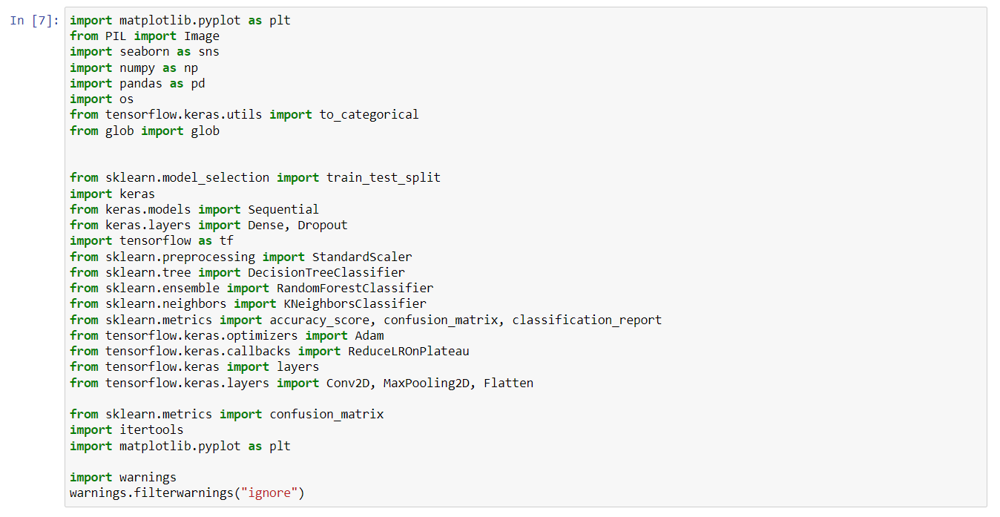 In [7]:
import matplotlib.pyplot as plt
from PIL import Image
import seaborn as sns
import numpy as np
import pandas as pd
import os
from tensorflow.keras.utils import to_categorical
from glob import glob
from sklearn.model_selection import train_test_split
import keras
from keras.models import Sequential
from keras.layers import Dense, Dropout
import tensorflow as tf
from sklearn.preprocessing import StandardScaler
from sklearn.tree import DecisionTreeClassifier
from sklearn.ensemble import RandomForestClassifier
from sklearn.neighbors import KNeighborsClassifier
from sklearn.metrics import accuracy_score, confusion_matrix, classification_report
from tensorflow.keras.optimizers import Adam
from tensorflow.keras.callbacks import ReduceLROnPlateau
from tensorflow.keras import layers
from tensorflow.keras.layers import Conv2D, MaxPooling2D, Flatten
from sklearn.metrics import confusion_matrix
import itertools
import matplotlib.pyplot as plt
import warnings
warnings.filterwarnings("ignore")